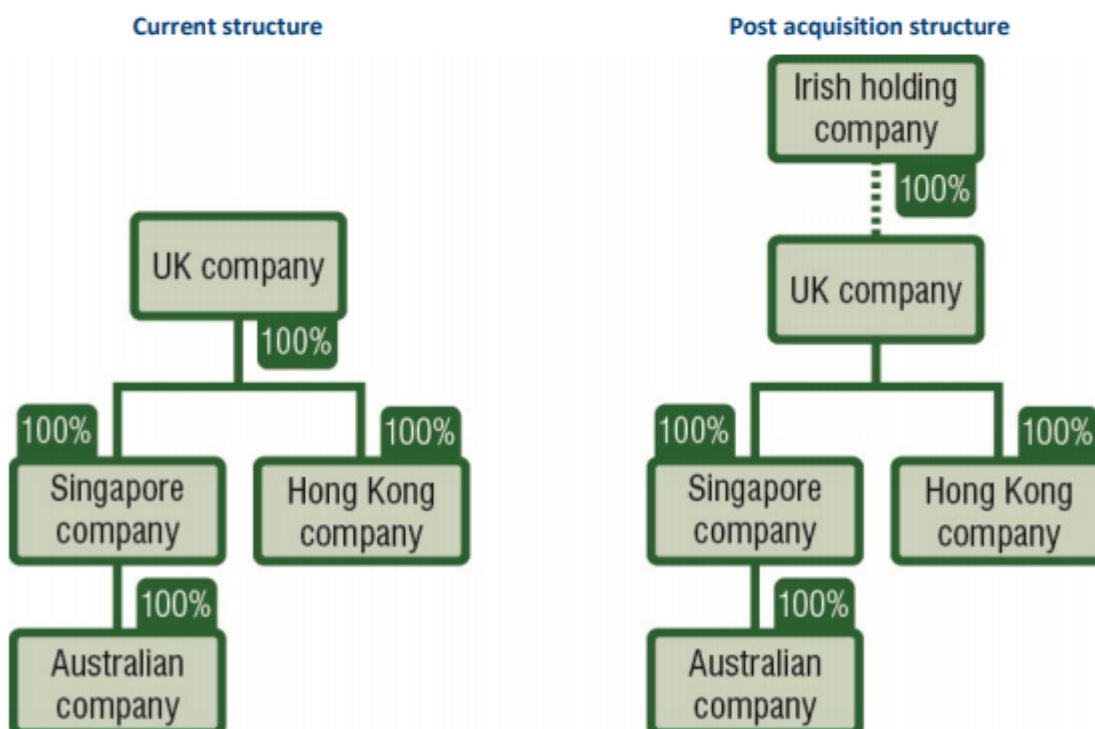 Current structure
UK company
100%
100%
100%
Singapore
company
Hong Kong
company
100%
Australian
company
Post acquisition structure
Irish holding
company
100%
UK company
100%
100%
Singapore
company
Hong Kong
company
100%
Australian
company